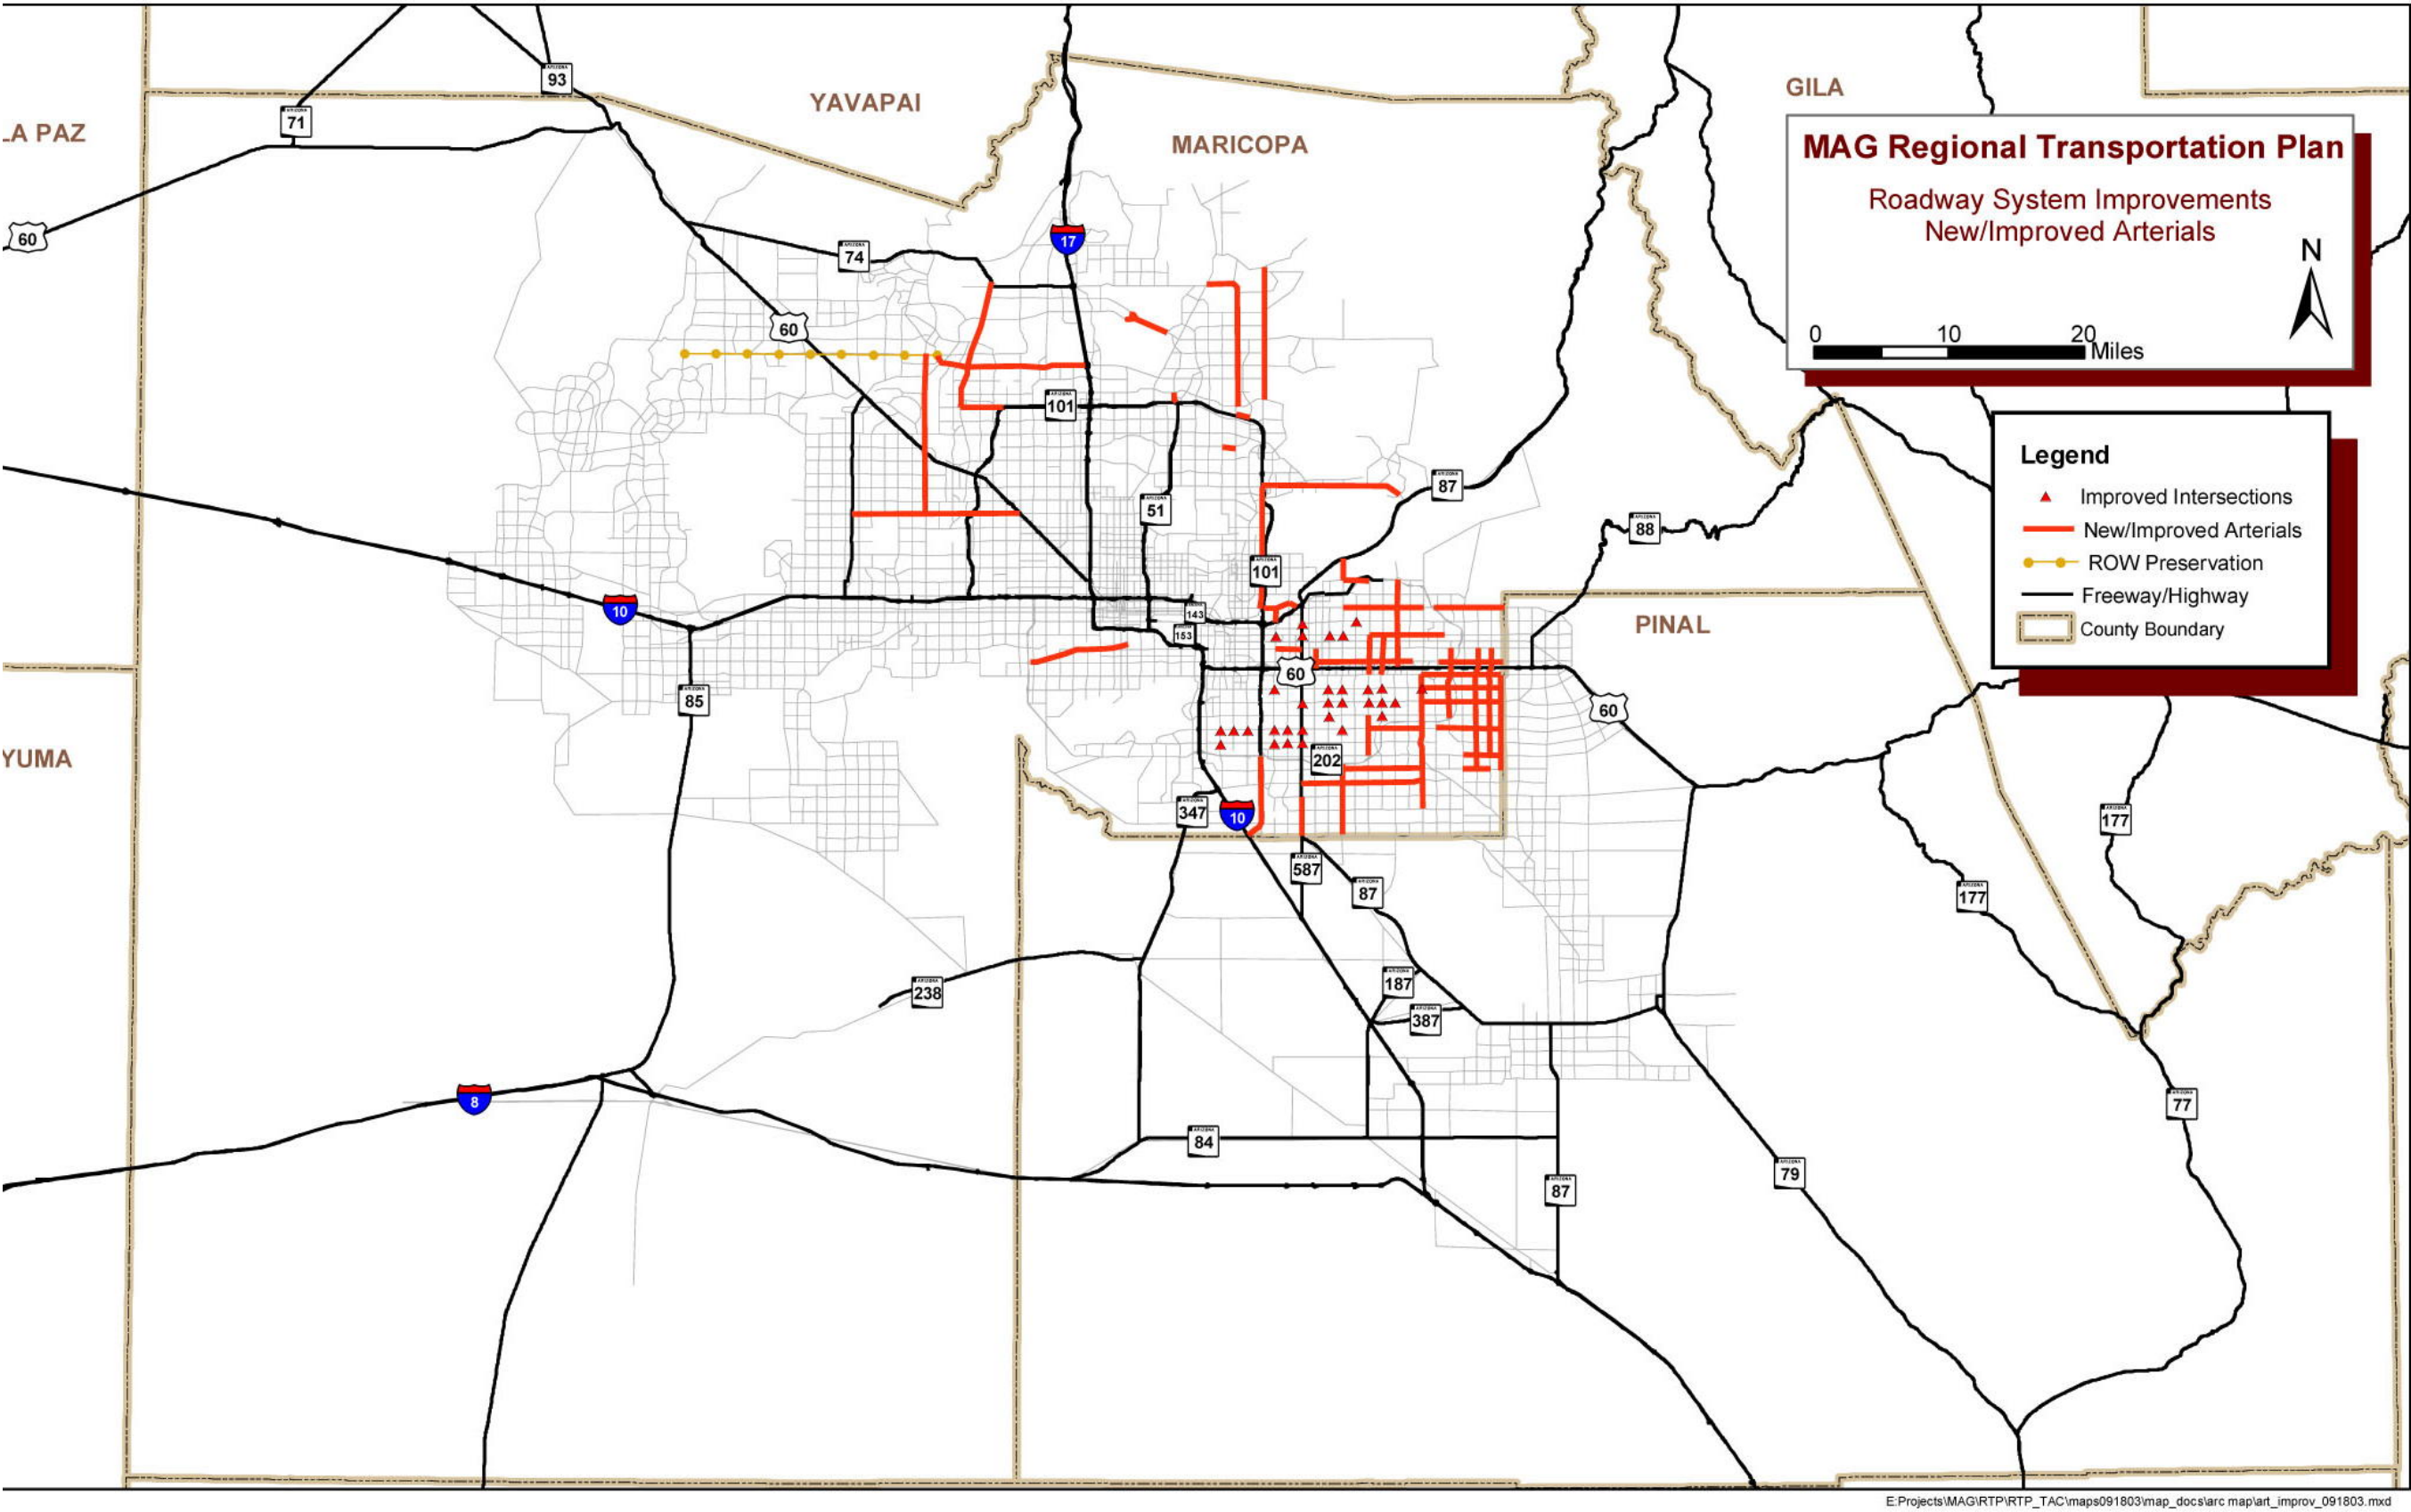 93
YAVAPAI
GILA
71
LA PAZ
MARICOPA
MAG Regional Transportation Plan
Roadway System Improvements
New/Improved Arterials
N
0 10 20
Miles
60
17
74
60
101
Legend
Improved Intersections
New/Improved Arterials
ROW Preservation
Freeway/Highway
County Boundary
87
51
88
101
10
143
153
PINAL
60
85
60
YUMA
202
347
10
177
587
87
177
238
187
387
8
77
84
79
87
E:Projects\MAG\RTP\RTP_TAC\maps091803\map_docs\arc map\art_improv_091803.mxd